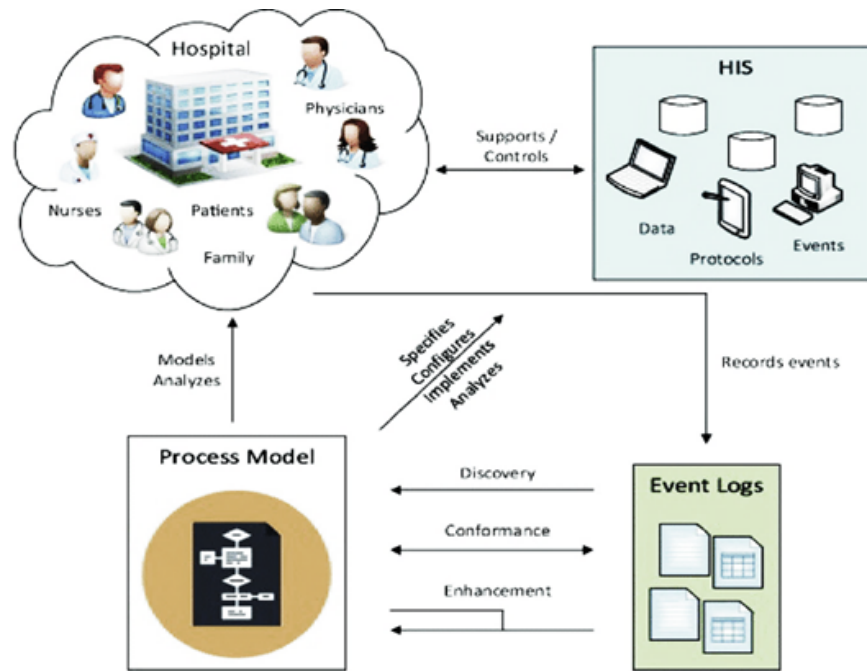 Hospital
Physicians
Nurses
Patients
Family
Supports /
Controls
HIS
Data
Protocols
Events
Models
Analyzes
Specifies
Configures
Implements
Analyzes
Records events
Process Model
Discovery
Conformance
Enhancement
Event Logs